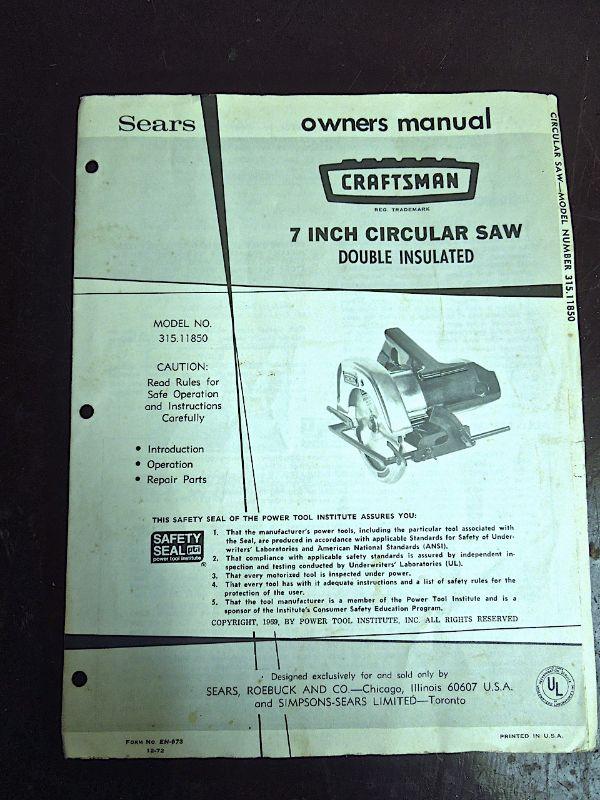 Sears
owners manual
CRAFTSMAN
REG. TRADEMARK
7 INCH CIRCULAR SAW
DOUBLE INSULATED
CIRCULAR SAW—MODEL NUMBER 315.11850
MODEL NO.
315.11850
CAUTION:
Read Rules for
Safe Operation
and Instructions
Carefully
• Introduction
• Operation
• Repair Parts
THIS SAFETY SEAL OF THE POWER TOOL INSTITUTE ASSURES YOU:
SAFETY
SEAL pti
power tool institute
®
1. That the manufacturer's power tools, including the particular tool associated with
the Seal, are produced in accordance with applicable Standards for Safety of Under-
writers' Laboratories and American National Standards (ANSI).
2. That compliance with applicable safety standards is assured by independent in-
spection and testing conducted by Underwriters' Laboratories (UL).
3. That every motorized tool is inspected under power.
4. That every tool has with it adequate instructions and a list of safety rules for the
protection of the user.
5. That the tool manufacturer is a member of the Power Tool Institute and is a
sponsor of the Institute's Consumer Safety Education Program.
COPYRIGHT, 1969, BY POWER TOOL INSTITUTE, INC. ALL RIGHTS RESERVED
Designed exclusively for and sold only by
SEARS, ROEBUCK AND CO.—Chicago, Illinois 60607 U.S.A.
and SIMPSONS-SEARS LIMITED—Toronto
UL
FORM NO. EH-673
12-72
PRINTED IN U.S.A.